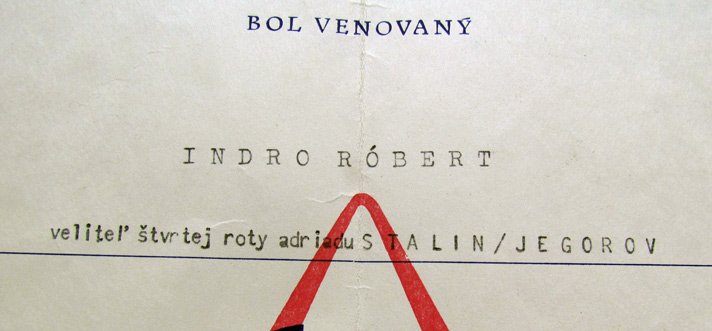 BOL VENOVANÝ
INDRO RÓBERT
veliteľ štvrtej roty adriadu STALIN/JEGOROV